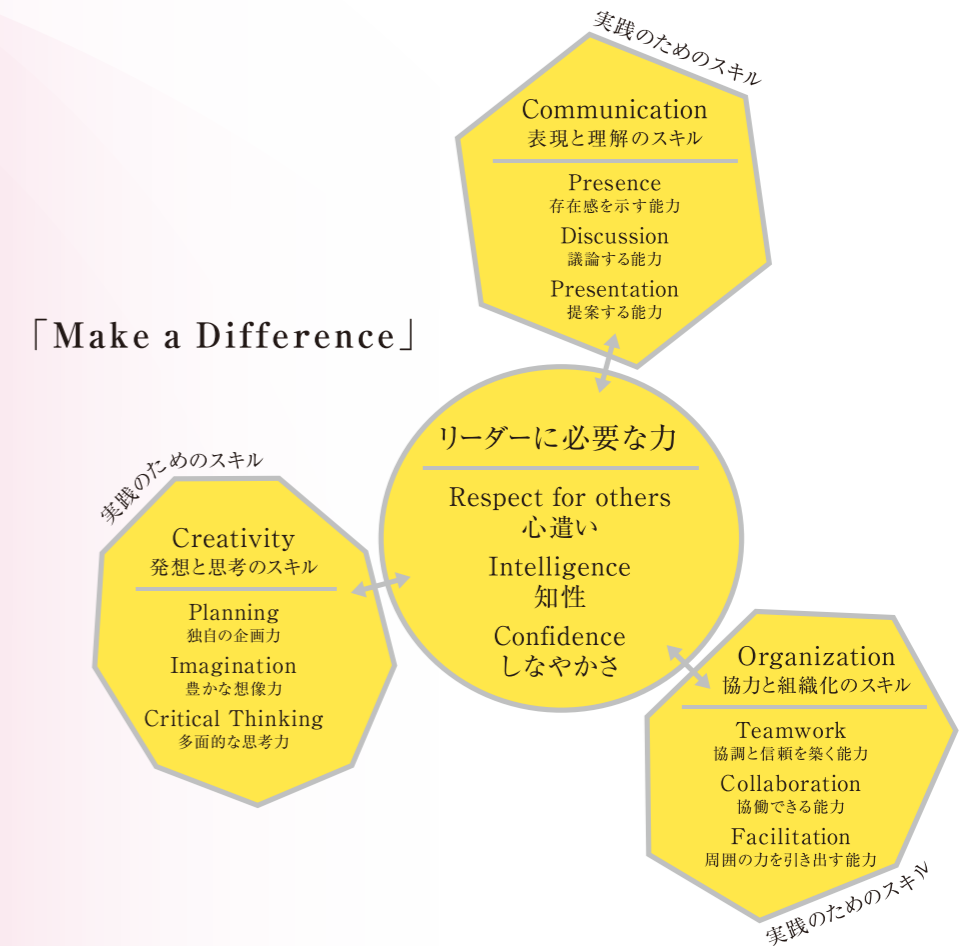 実践のためのスキル
Communication
表現と理解のスキル
Presence
存在感を示す能力
Discussion
議論する能力
Presentation
提案する能力
「Make a Difference」
リーダーに必要な力
Respect for others
心遣い
Intelligence
知性
Confidence
しなやかさ
実践のためのスキル
Creativity
発想と思考のスキル
Planning
独自の企画力
Imagination
豊かな想像力
Critical Thinking
多面的な思考力
Organization
協力と組織化のスキル
Teamwork
協調と信頼を築く能力
Collaboration
協働できる能力
Facilitation
周囲の力を引き出す能力
実践のためのスキル